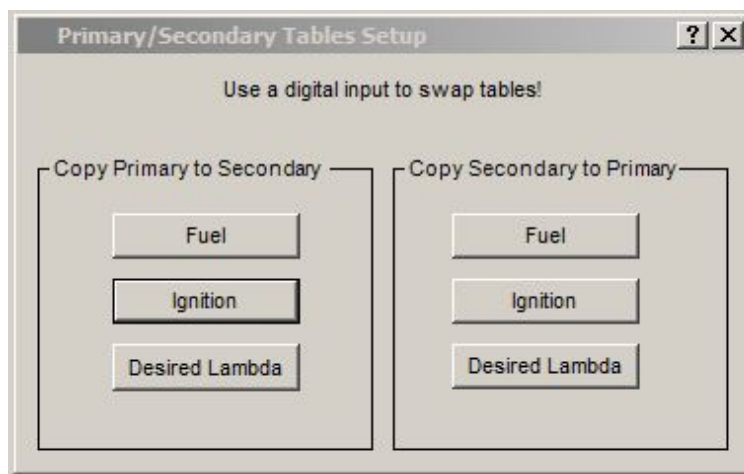 Primary/Secondary Tables Setup
?
Use a digital input to swap tables!
Copy Primary to Secondary
Fuel
Ignition
Desired Lambda
Copy Secondary to Primary
Fuel
Ignition
Desired Lambda